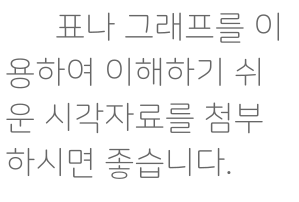 표나 그래프를 이
용하여 이해하기 쉬
운 시각자료를 첨부
하시면 좋습니다.